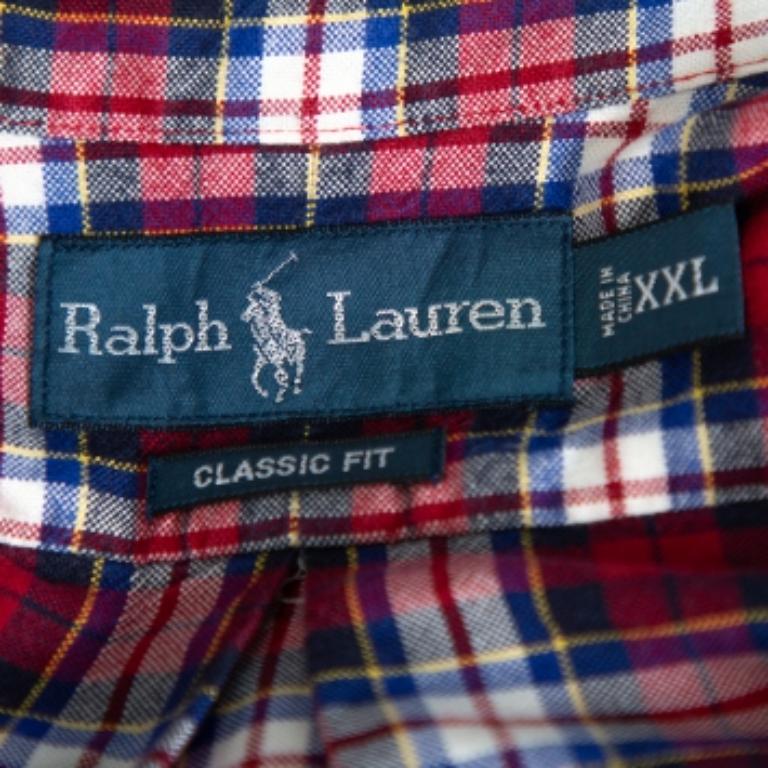 Ralph Lauren
MADE IN
CHINA
XXL
CLASSIC FIT